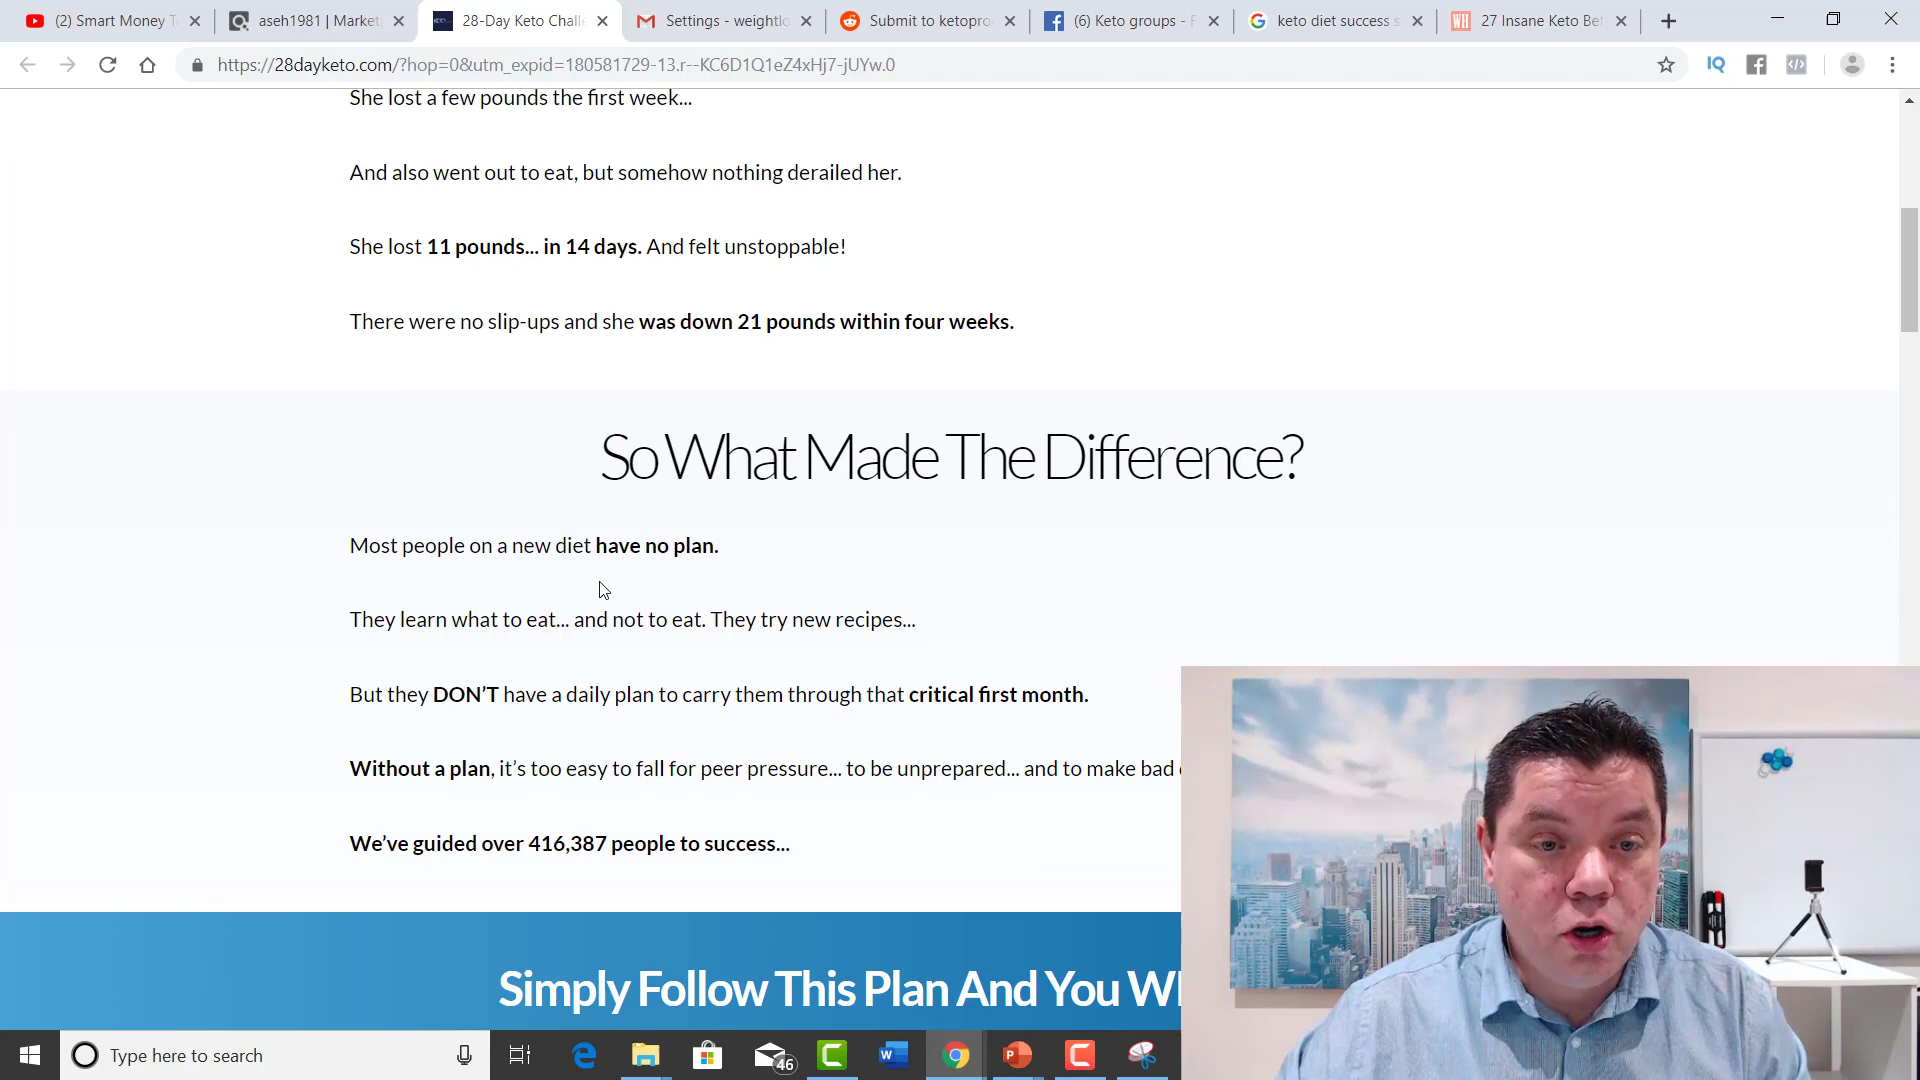 (2) Smart Money T
aseh1981 | Market
28-Day Keto Challe
Settings - weightlo
Submit to ketopro
(6) Keto groups - F
keto diet success s
WH 27 Insane Keto Bef
https://28dayketo.com/?hop=0&utm_expid=180581729-13.r--KC6D1Q1eZ4xHj7-jUYw.0
IQ
She lost a few pounds the first week...
And also went out to eat, but somehow nothing derailed her.
She lost 11 pounds... in 14 days. And felt unstoppable!
There were no slip-ups and she was down 21 pounds within four weeks.
So What Made The Difference?
Most people on a new diet have no plan.
They learn what to eat... and not to eat. They try new recipes...
But they DON'T have a daily plan to carry them through that critical first month.
Without a plan, it's too easy to fall for peer pressure... to be unprepared... and to make bad
We've guided over 416,387 people to success...
Simply Follow This Plan And You W
Type here to search
46